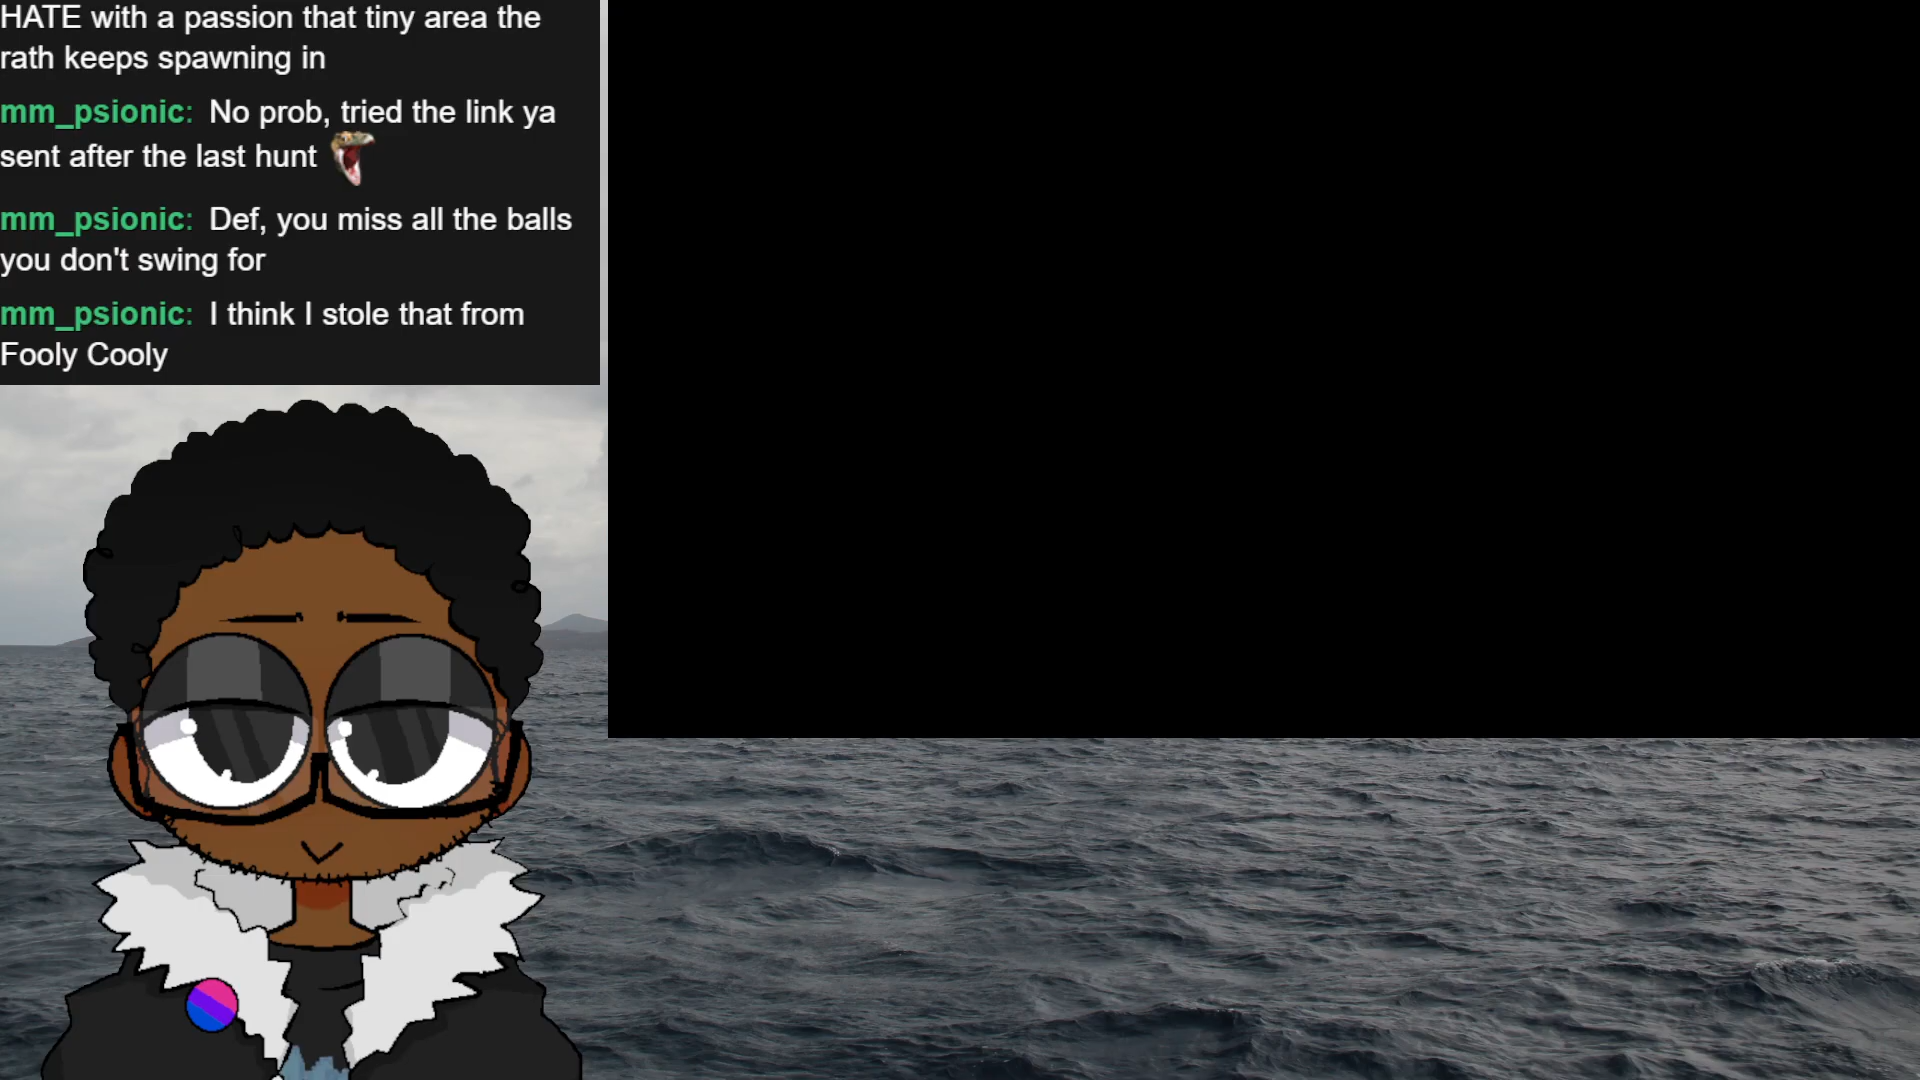 HATE with a passion that tiny area the
rath keeps spawning in
mm_psionic: No prob, tried the link ya
sent after the last hunt
mm_psionic: Def, you miss all the balls
you don't swing for
mm_psionic: I think I stole that from
Fooly Cooly